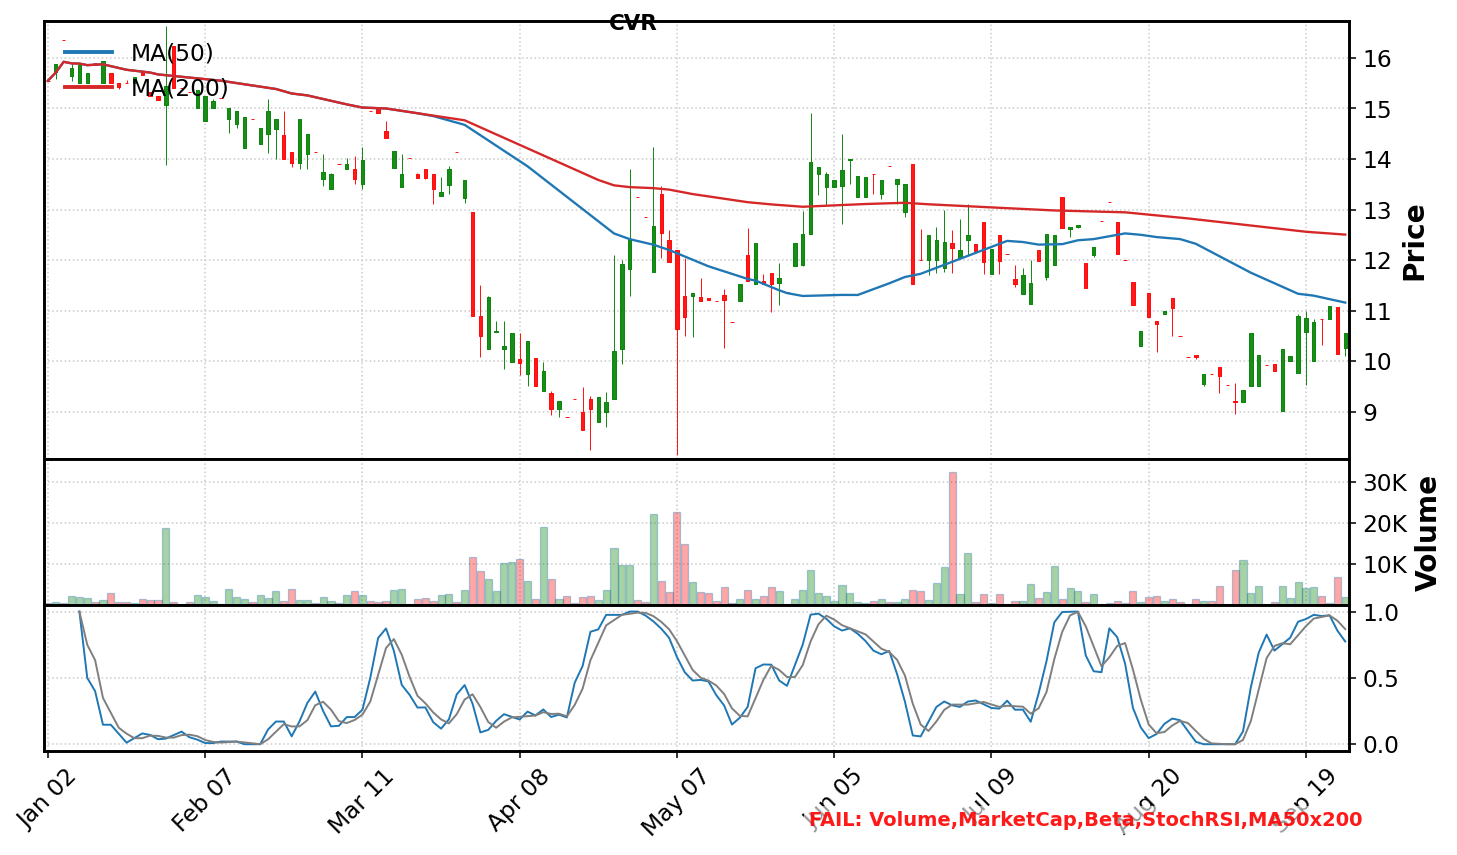 CVR
MA(50)
MA(200)
16
15
14
13
12
11
10
9
Price
30K
20K
10K
Volume
1.0
0.5
0.0
Jan 02
Feb 07
Mar 11
Apr 08
May 07
Jun 05
Jul 09
Aug 20
Sep 19
FAIL: Volume,MarketCap,Beta,StochRSI,MA50x200